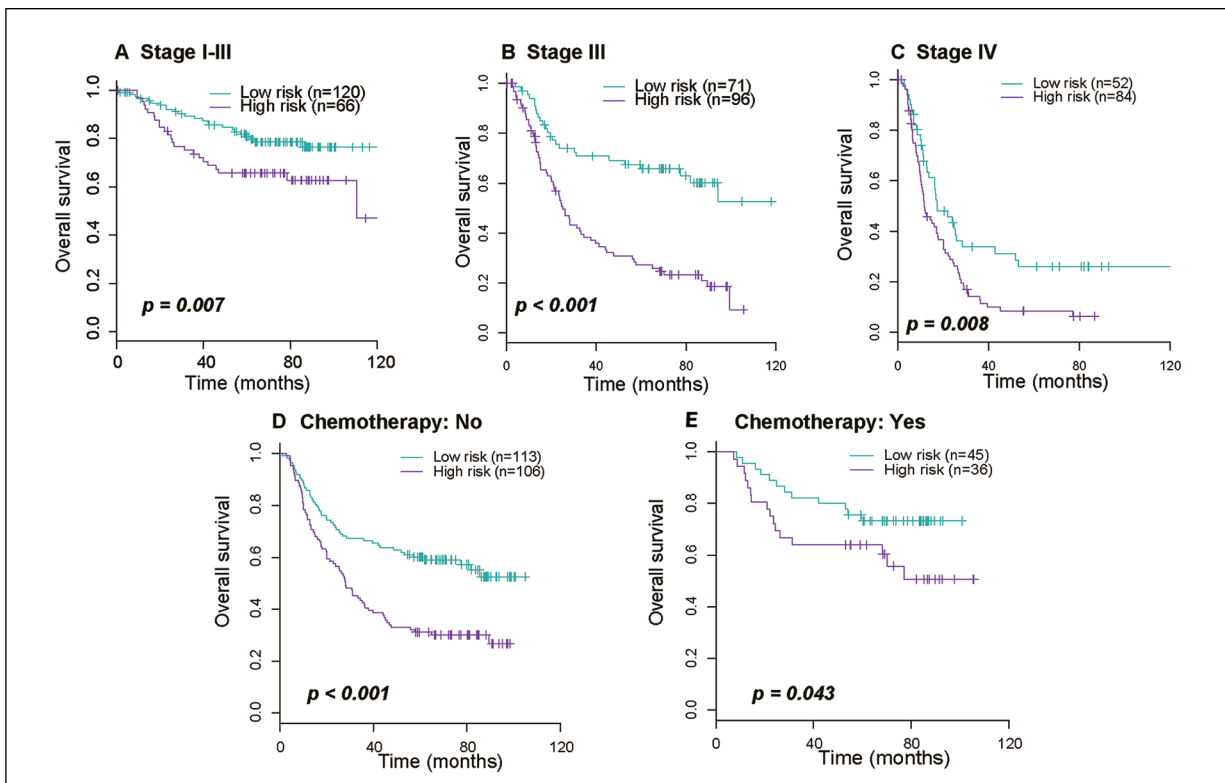 A Stage I-III
Overall survival
1.0
0.8
0.6
0.4
0.2
0.0
Low risk (n=120)
High risk (n=66)
p = 0.007
0 40 80 120
Time (months)
B Stage III
Overall survival
1.0
0.8
0.6
0.4
0.2
0.0
Low risk (n=71)
High risk (n=96)
p < 0.001
0 40 80 120
Time (months)
C Stage IV
Overall survival
1.0
0.8
0.6
0.4
0.2
0.0
Low risk (n=52)
High risk (n=84)
p = 0.008
0 40 80 120
Time (months)
D Chemotherapy: No
Overall survival
1.0
0.8
0.6
0.4
0.2
0.0
Low risk (n=113)
High risk (n=106)
p < 0.001
0 40 80 120
Time (months)
E Chemotherapy: Yes
Overall survival
1.0
0.8
0.6
0.4
0.2
0.0
Low risk (n=45)
High risk (n=36)
p = 0.043
0 40 80 120
Time (months)